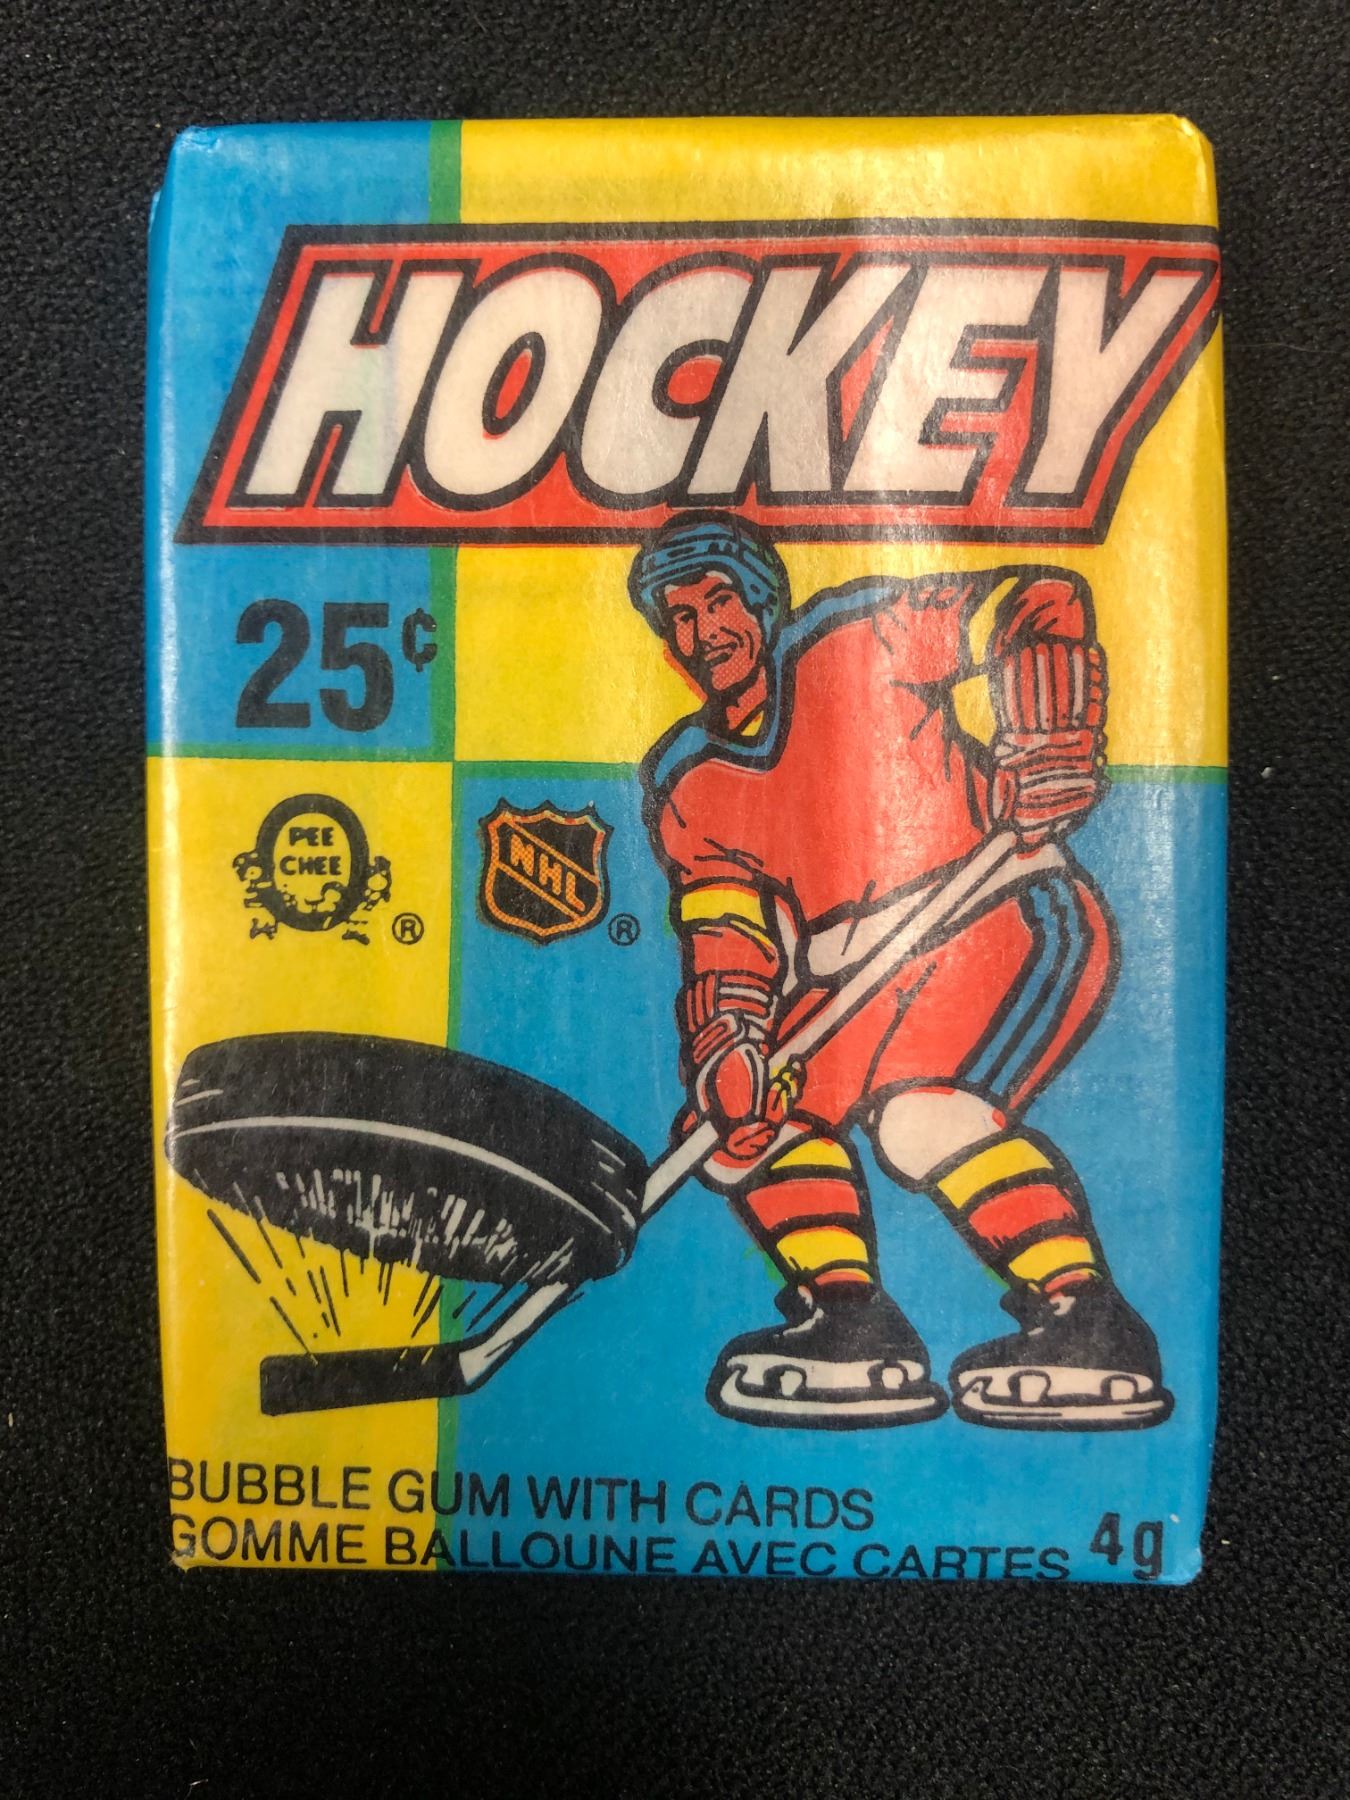 HOCKEY
25¢
PEE
CHEE
®
NHL
®
BUBBLE GUM WITH CARDS
GOMME BALLOUNE AVEC CARTES
4g